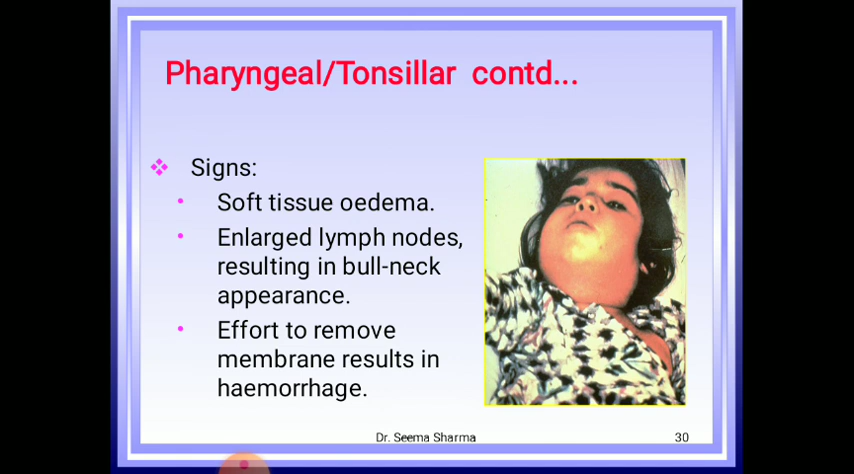 Pharyngeal/Tonsillar contd...
Signs:
Soft tissue oedema.
Enlarged lymph nodes,
resulting in bull-neck
appearance.
Effort to remove
membrane results in
haemorrhage.
Dr. Seema Sharma
30